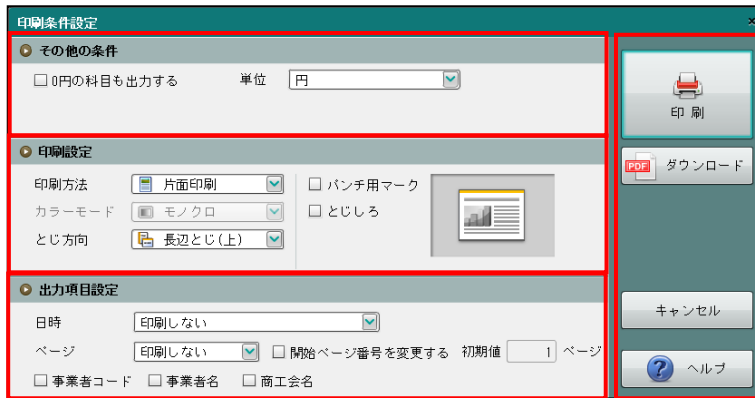 印刷条件設定
その他の条件
0円の科目も出力する 単位 円
印刷設定
印刷方法 片面印刷 パンチ用マーク
カラーモード モノクロ とじしろ
とじ方向 長辺とじ(上)
出力項目設定
日時 印刷しない
ページ 印刷しない 開始ページ番号を変更する 初期値 1 ページ
事業者コード 事業者名 商工会名
印刷
PDF ダウンロード
キャンセル
? ヘルプ